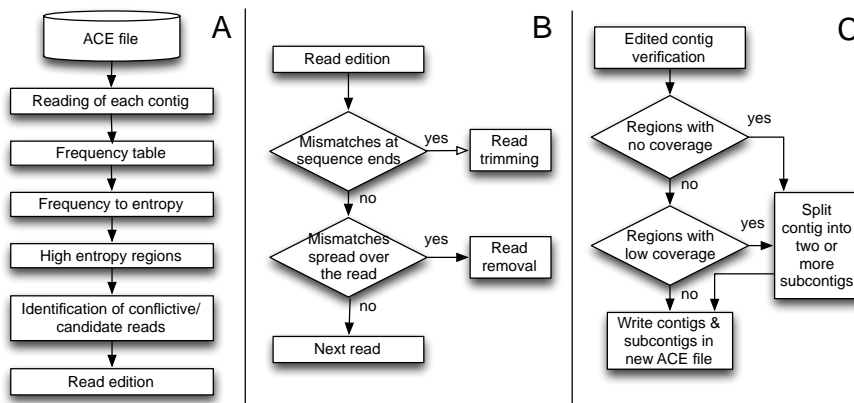 A
ACE file
Reading of each contig
Frequency table
Frequency to entropy
High entropy regions
Identification of conflictive/
candidate reads
Read edition
B
Read edition
Mismatches at
sequence ends
yes
Read
trimming
no
Mismatches
spread over
the read
yes
Read
removal
no
Next read
C
Edited contig
verification
Regions with
no coverage
yes
no
Regions with
low coverage
yes
Split
contig into
two or
more
subcontigs
no
Write contigs &
subcontigs in
new ACE file